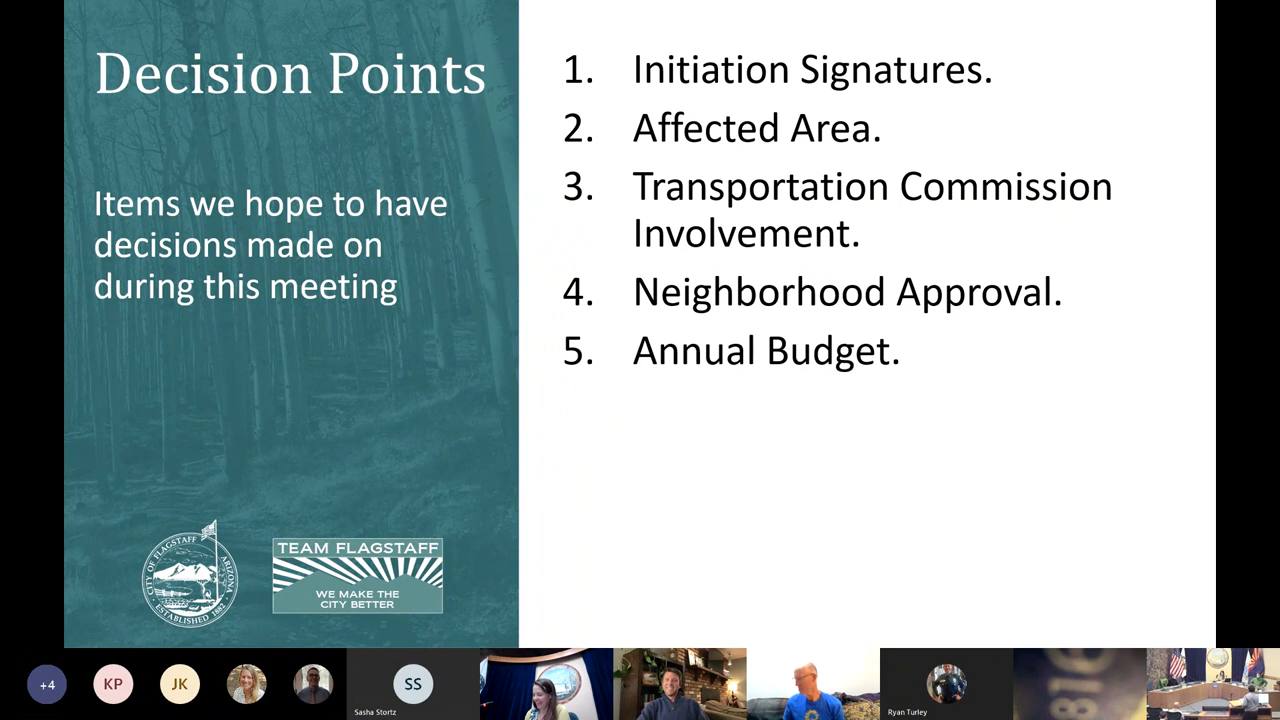 Decision Points
Items we hope to have
decisions made on
during this meeting
1. Initiation Signatures.
2. Affected Area.
3. Transportation Commission
Involvement.
4. Neighborhood Approval.
5. Annual Budget.
CITY OF FLAGSTAFF
ARIZONA
ESTABLISHED 1882
TEAM FLAGSTAFF
WE MAKE THE
CITY BETTER
+4
KP
JK
SS
Sasha Stortz
Ryan Turley